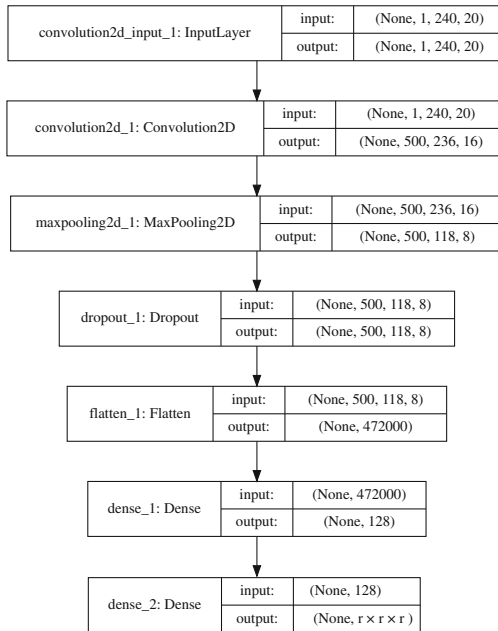 convolution2d_input_1: InputLayer
input: (None, 1, 240, 20)
output: (None, 1, 240, 20)
convolution2d_1: Convolution2D
input: (None, 1, 240, 20)
output: (None, 500, 236, 16)
maxpooling2d_1: MaxPooling2D
input: (None, 500, 236, 16)
output: (None, 500, 118, 8)
dropout_1: Dropout
input: (None, 500, 118, 8)
output: (None, 500, 118, 8)
flatten_1: Flatten
input: (None, 500, 118, 8)
output: (None, 472000)
dense_1: Dense
input: (None, 472000)
output: (None, 128)
dense_2: Dense
input: (None, 128)
output: (None, r × r × r )